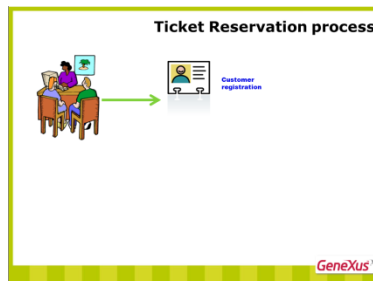 Ticket Reservation process
Customer
registration
GeneXus